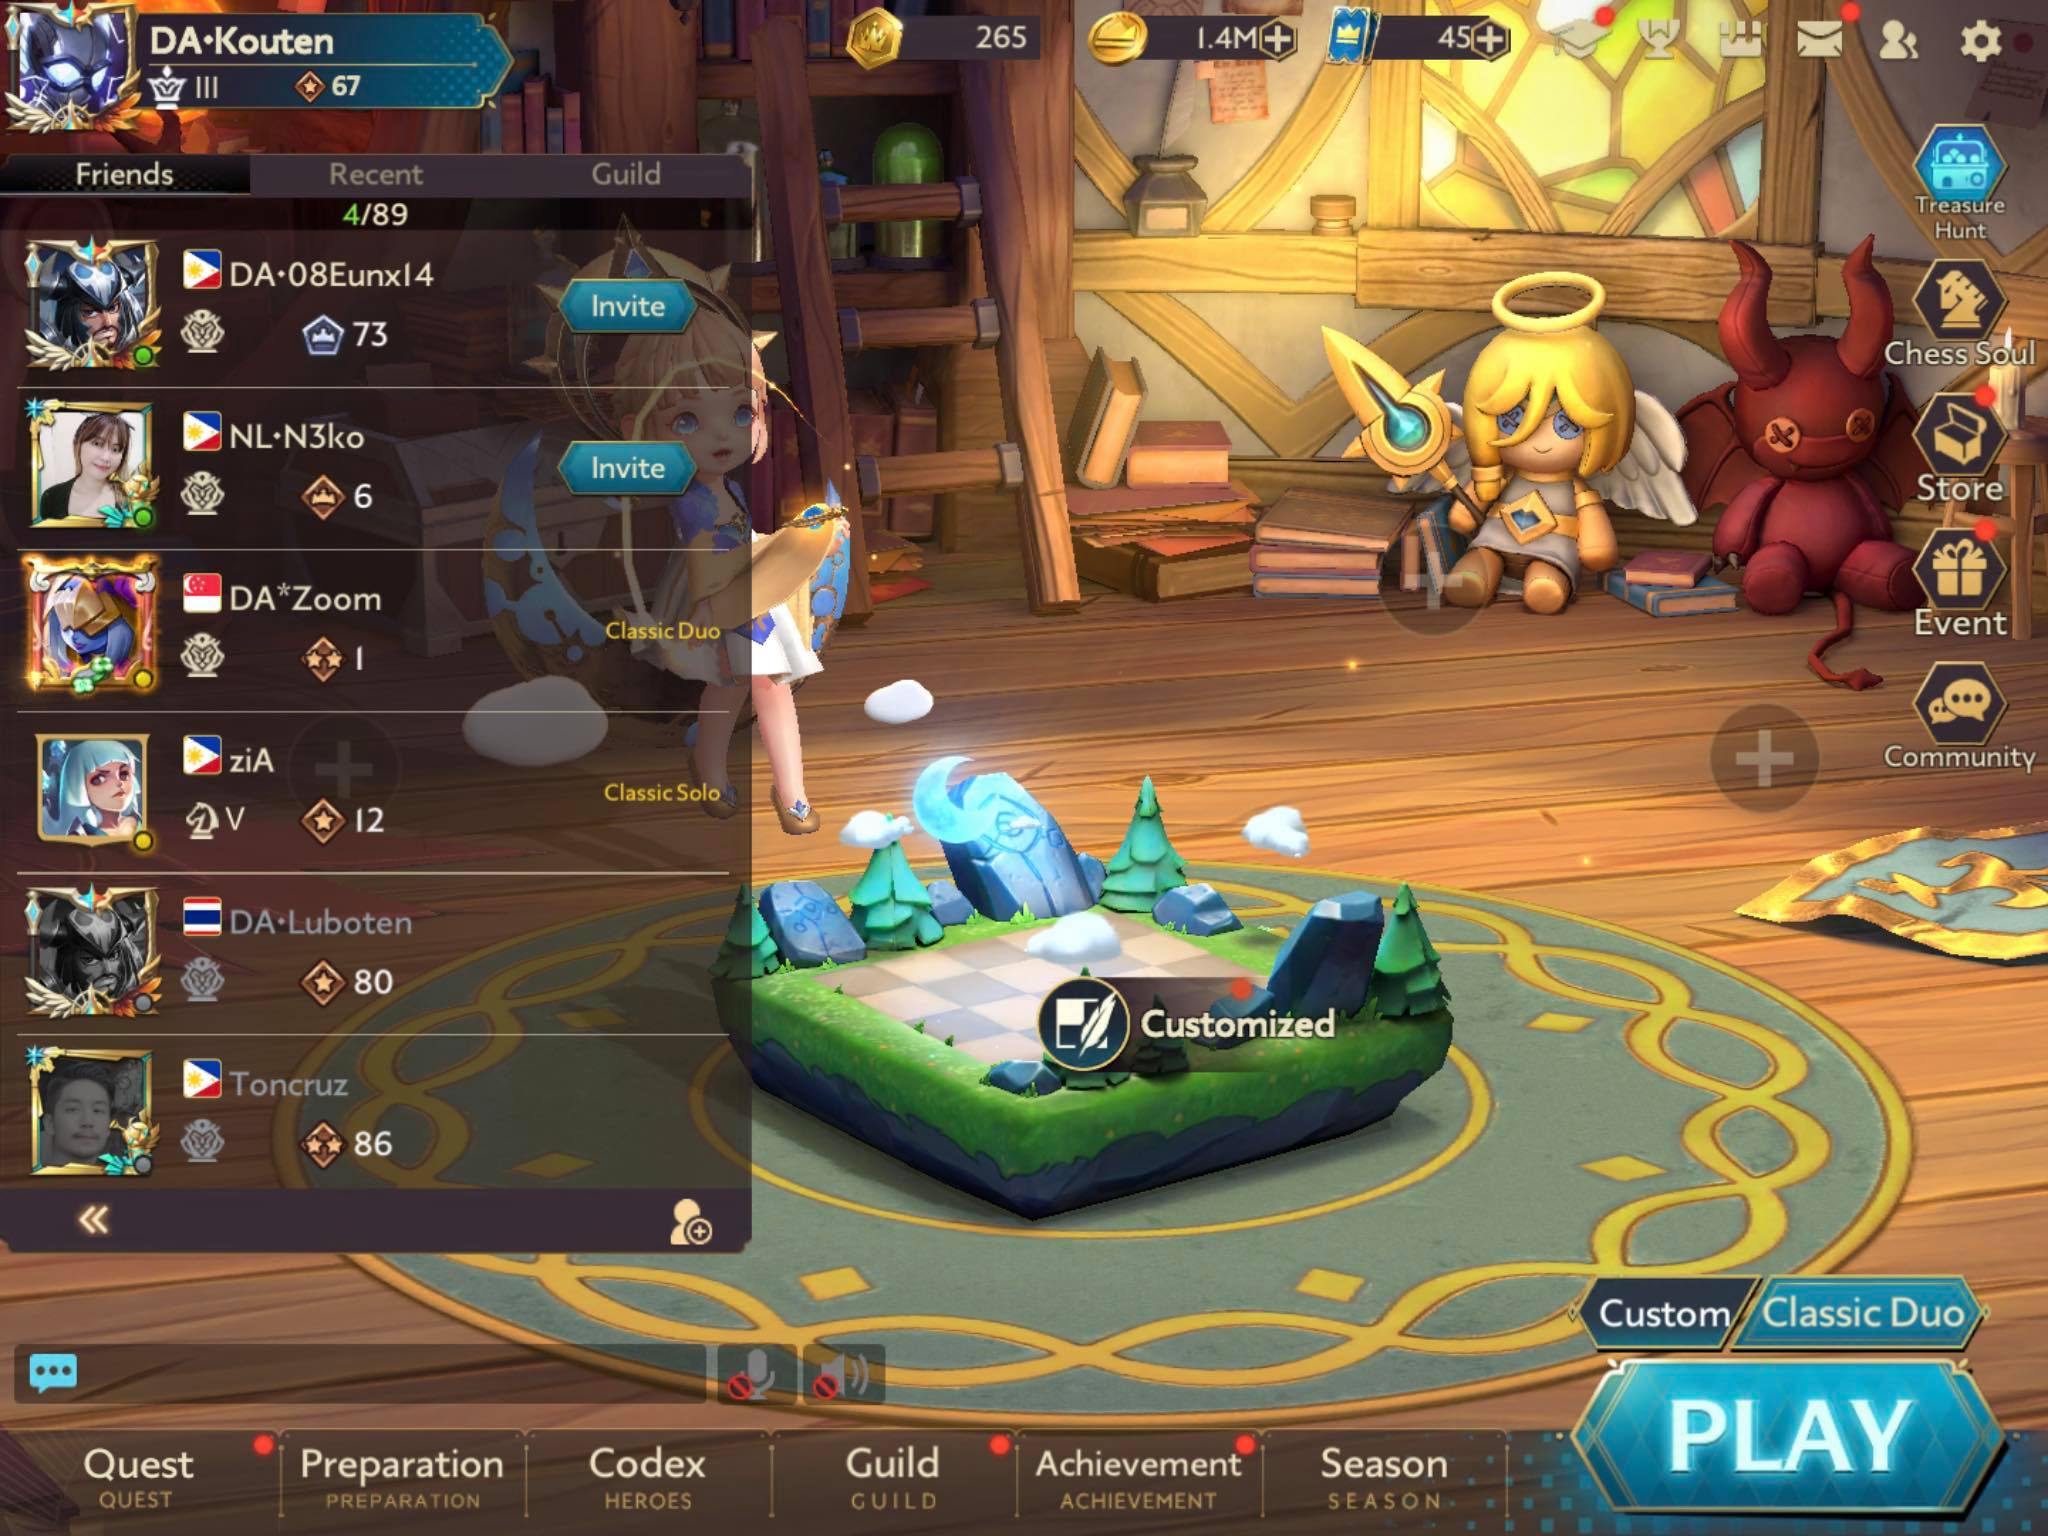 DA•Kouten
III
67
265
1.4M
45
Friends
Recent
Guild
4/89
DA•08Eunx14
73
Invite
NL•N3ko
6
Invite
DA*Zoom
1
Classic Duo
ziA
V
12
Classic Solo
DA•Luboten
80
Toncruz
86
Treasure
Hunt
Chess Soul
Store
Event
Community
Customized
Custom
Classic Duo
PLAY
Quest
QUEST
Preparation
PREPARATION
Codex
HEROES
Guild
GUILD
Achievement
ACHIEVEMENT
Season
SEASON